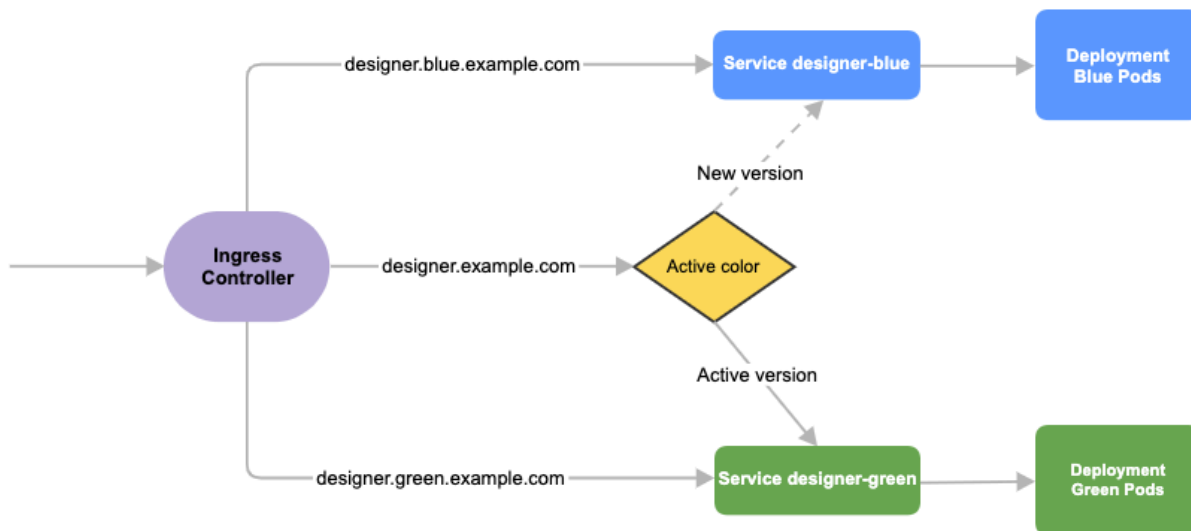 designer.blue.example.com
Service designer-blue
Deployment
Blue Pods
New version
Ingress
Controller
designer.example.com
Active color
Active version
designer.green.example.com
Service designer-green
Deployment
Green Pods